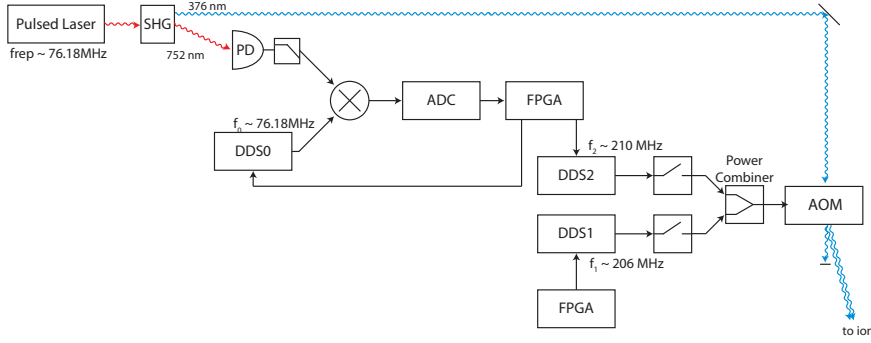 376 nm
Pulsed Laser
SHG
frep ~ 76.18MHz
752 nm
PD
ADC
FPGA
f0 ~ 76.18MHz
DDS0
f2 ~ 210 MHz
DDS2
Power
Combiner
AOM
DDS1
f1 ~ 206 MHz
FPGA
to ion